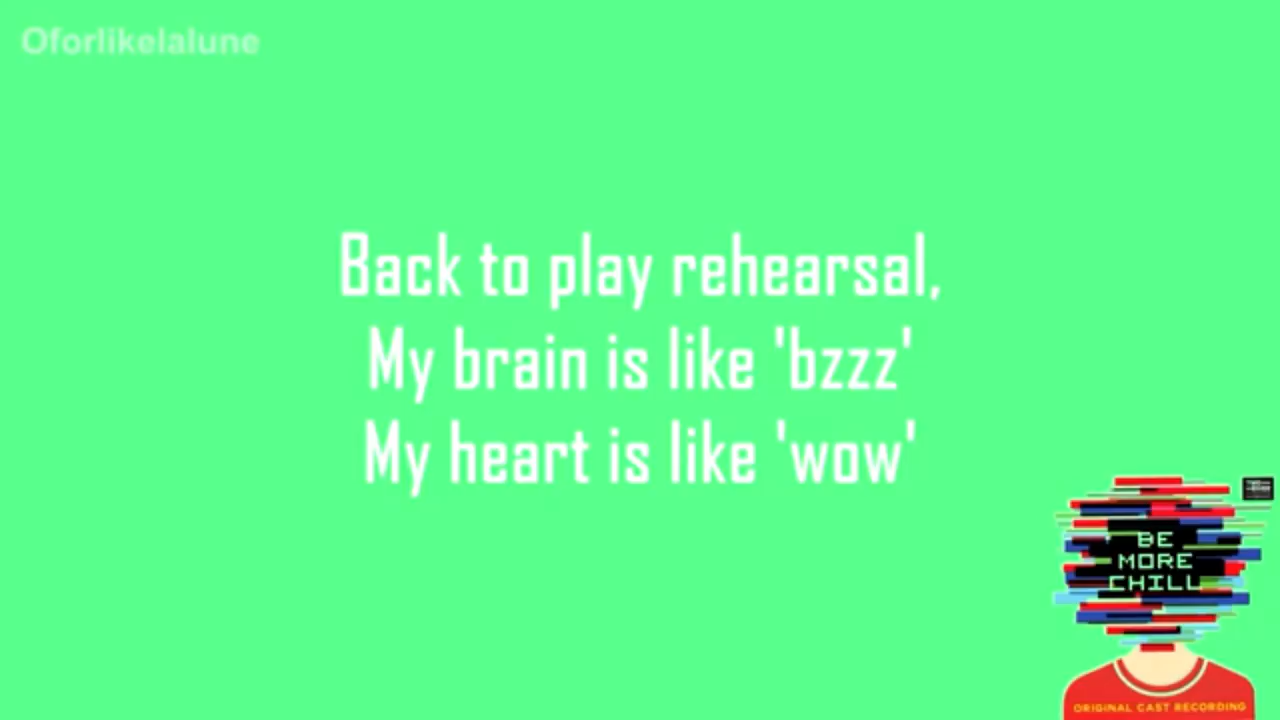 Oforlikelalune
Back to play rehearsal,
My brain is like 'bzzz'
My heart is like 'wow'
BE
MORE
CHILL
ORIGINAL CAST RECORDING